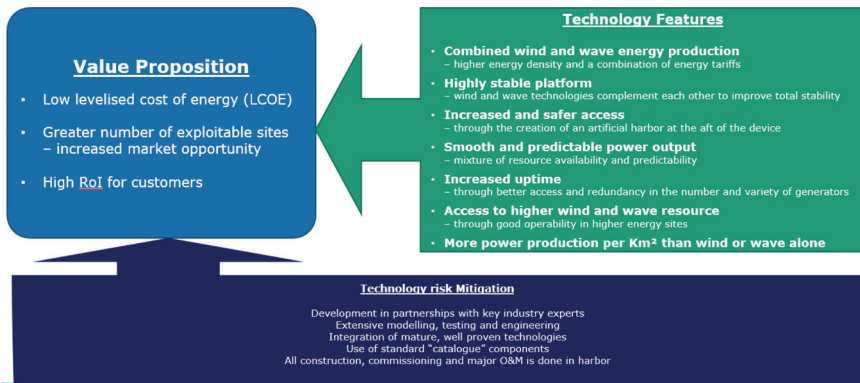 Value Proposition
• Low levelised cost of energy (LCOE)
• Greater number of exploitable sites
– increased market opportunity
• High RoI for customers
Technology Features
• Combined wind and wave energy production
– higher energy density and a combination of energy tariffs
• Highly stable platform
– wind and wave technologies complement each other to improve total stability
• Increased and safer access
– through the creation of an artificial harbor at the aft of the device
• Smooth and predictable power output
– mixture of resource availability and predictability
• Increased uptime
– through better access and redundancy in the number and variety of generators
• Access to higher wind and wave resource
– through good operability in higher energy sites
• More power production per Km² than wind or wave alone
Technology risk Mitigation
Development in partnerships with key industry experts
Extensive modelling, testing and engineering
Integration of mature, well proven technologies
Use of standard “catalogue” components
All construction, commissioning and major O&M is done in harbor